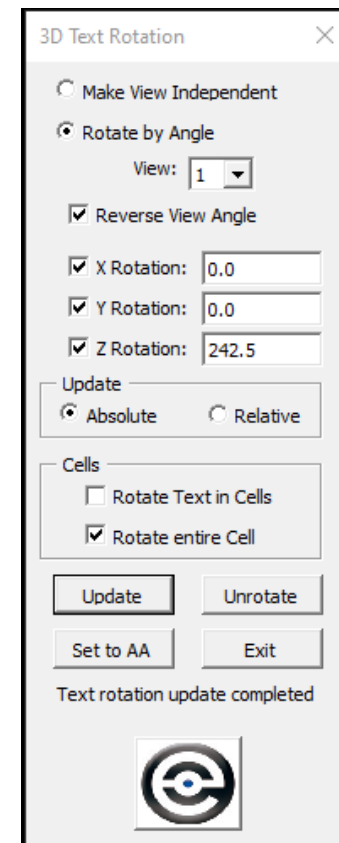 3D Text Rotation
Make View Independent
Rotate by Angle
View: 1
Reverse View Angle
X Rotation: 0.0
Y Rotation: 0.0
Z Rotation: 242.5
Update
Absolute Relative
Cells
Rotate Text in Cells
Rotate entire Cell
Update Unrotate
Set to AA Exit
Text rotation update completed